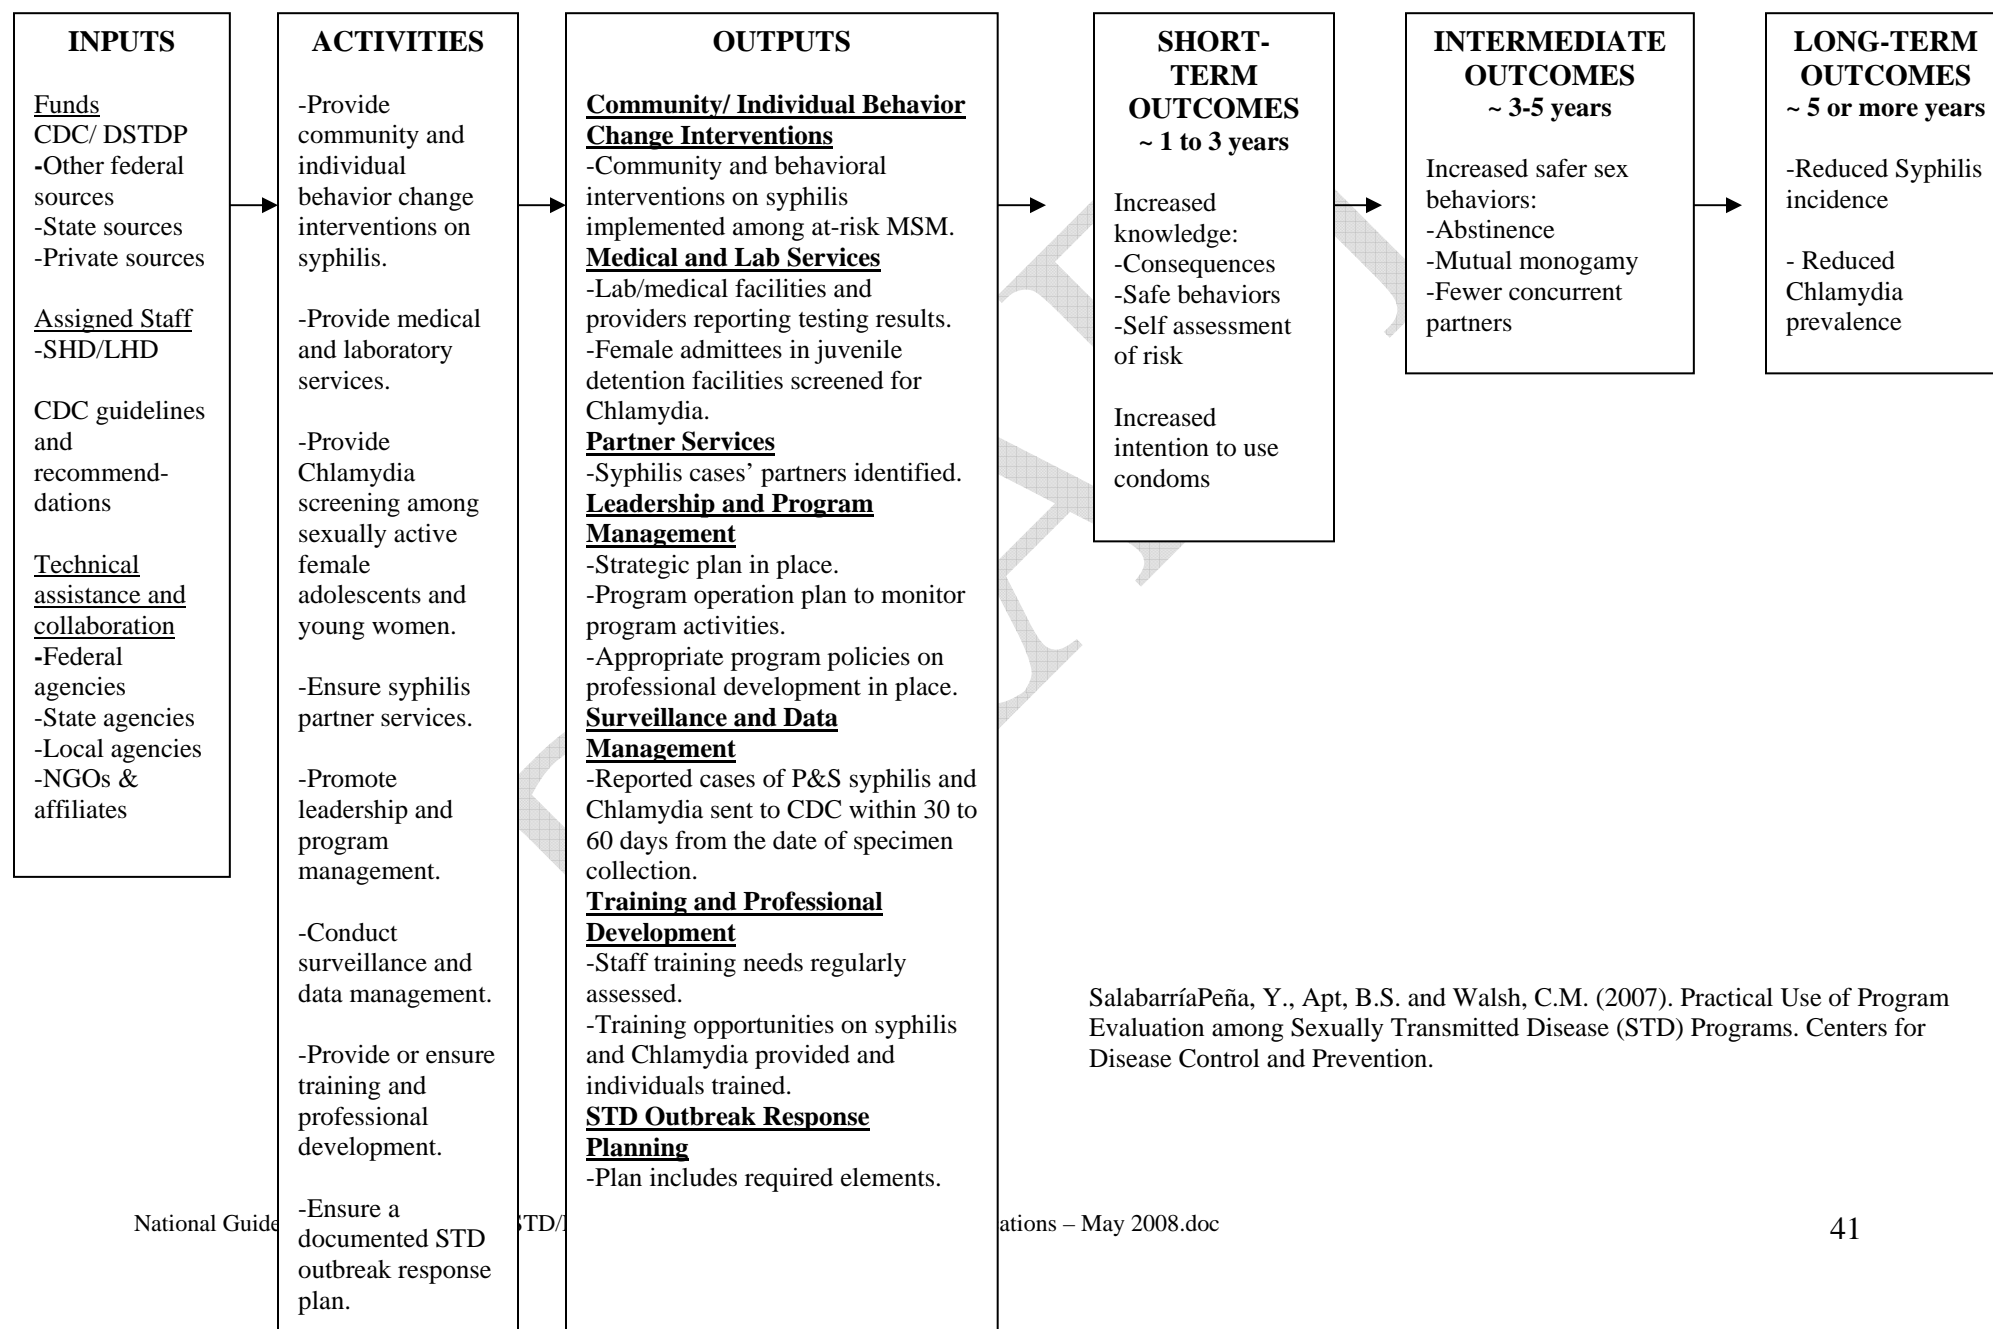 INPUTS
Funds
CDC/ DSTDP
-Other federal
sources
-State sources
-Private sources
Assigned Staff
-SHD/LHD
CDC guidelines
and
recommend-
dations
Technical
assistance and
collaboration
-Federal
agencies
-State agencies
-Local agencies
-NGOs &
affiliates
ACTIVITIES
-Provide
community and
individual
behavior change
interventions on
syphilis.
-Provide medical
and laboratory
services.
-Provide
Chlamydia
screening among
sexually active
female
adolescents and
young women.
-Ensure syphilis
partner services.
-Promote
leadership and
program
management.
-Conduct
surveillance and
data management.
-Provide or ensure
training and
professional
development.
-Ensure a
documented STD
outbreak response
plan.
OUTPUTS
Community/ Individual Behavior
Change Interventions
-Community and behavioral
interventions on syphilis
implemented among at-risk MSM.
Medical and Lab Services
-Lab/medical facilities and
providers reporting testing results.
-Female admittees in juvenile
detention facilities screened for
Chlamydia.
Partner Services
-Syphilis cases’ partners identified.
Leadership and Program
Management
-Strategic plan in place.
-Program operation plan to monitor
program activities.
-Appropriate program policies on
professional development in place.
Surveillance and Data
Management
-Reported cases of P&S syphilis and
Chlamydia sent to CDC within 30 to
60 days from the date of specimen
collection.
Training and Professional
Development
-Staff training needs regularly
assessed.
-Training opportunities on syphilis
and Chlamydia provided and
individuals trained.
STD Outbreak Response
Planning
-Plan includes required elements.
SHORT-
TERM
OUTCOMES
~ 1 to 3 years
Increased
knowledge:
-Consequences
-Safe behaviors
-Self assessment
of risk
Increased
intention to use
condoms
INTERMEDIATE
OUTCOMES
~ 3-5 years
Increased safer sex
behaviors:
-Abstinence
-Mutual monogamy
-Fewer concurrent
partners
LONG-TERM
OUTCOMES
~ 5 or more years
-Reduced Syphilis
incidence
- Reduced
Chlamydia
prevalence
SalabarríaPeña, Y., Apt, B.S. and Walsh, C.M. (2007). Practical Use of Program
Evaluation among Sexually Transmitted Disease (STD) Programs. Centers for
Disease Control and Prevention.
National Guide TD/ ations – May 2008.doc 41